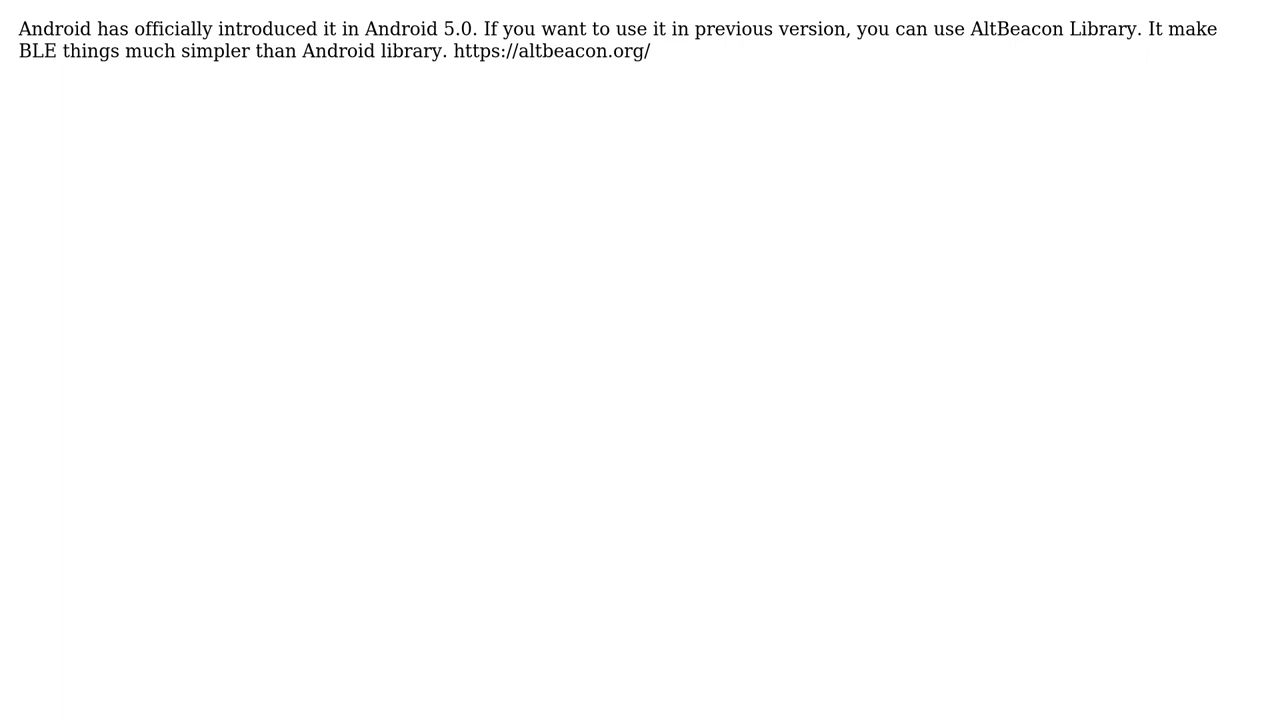 Android has officially introduced it in Android 5.0. If you want to use it in previous version, you can use AltBeacon Library. It make
BLE things much simpler than Android library. https://altbeacon.org/